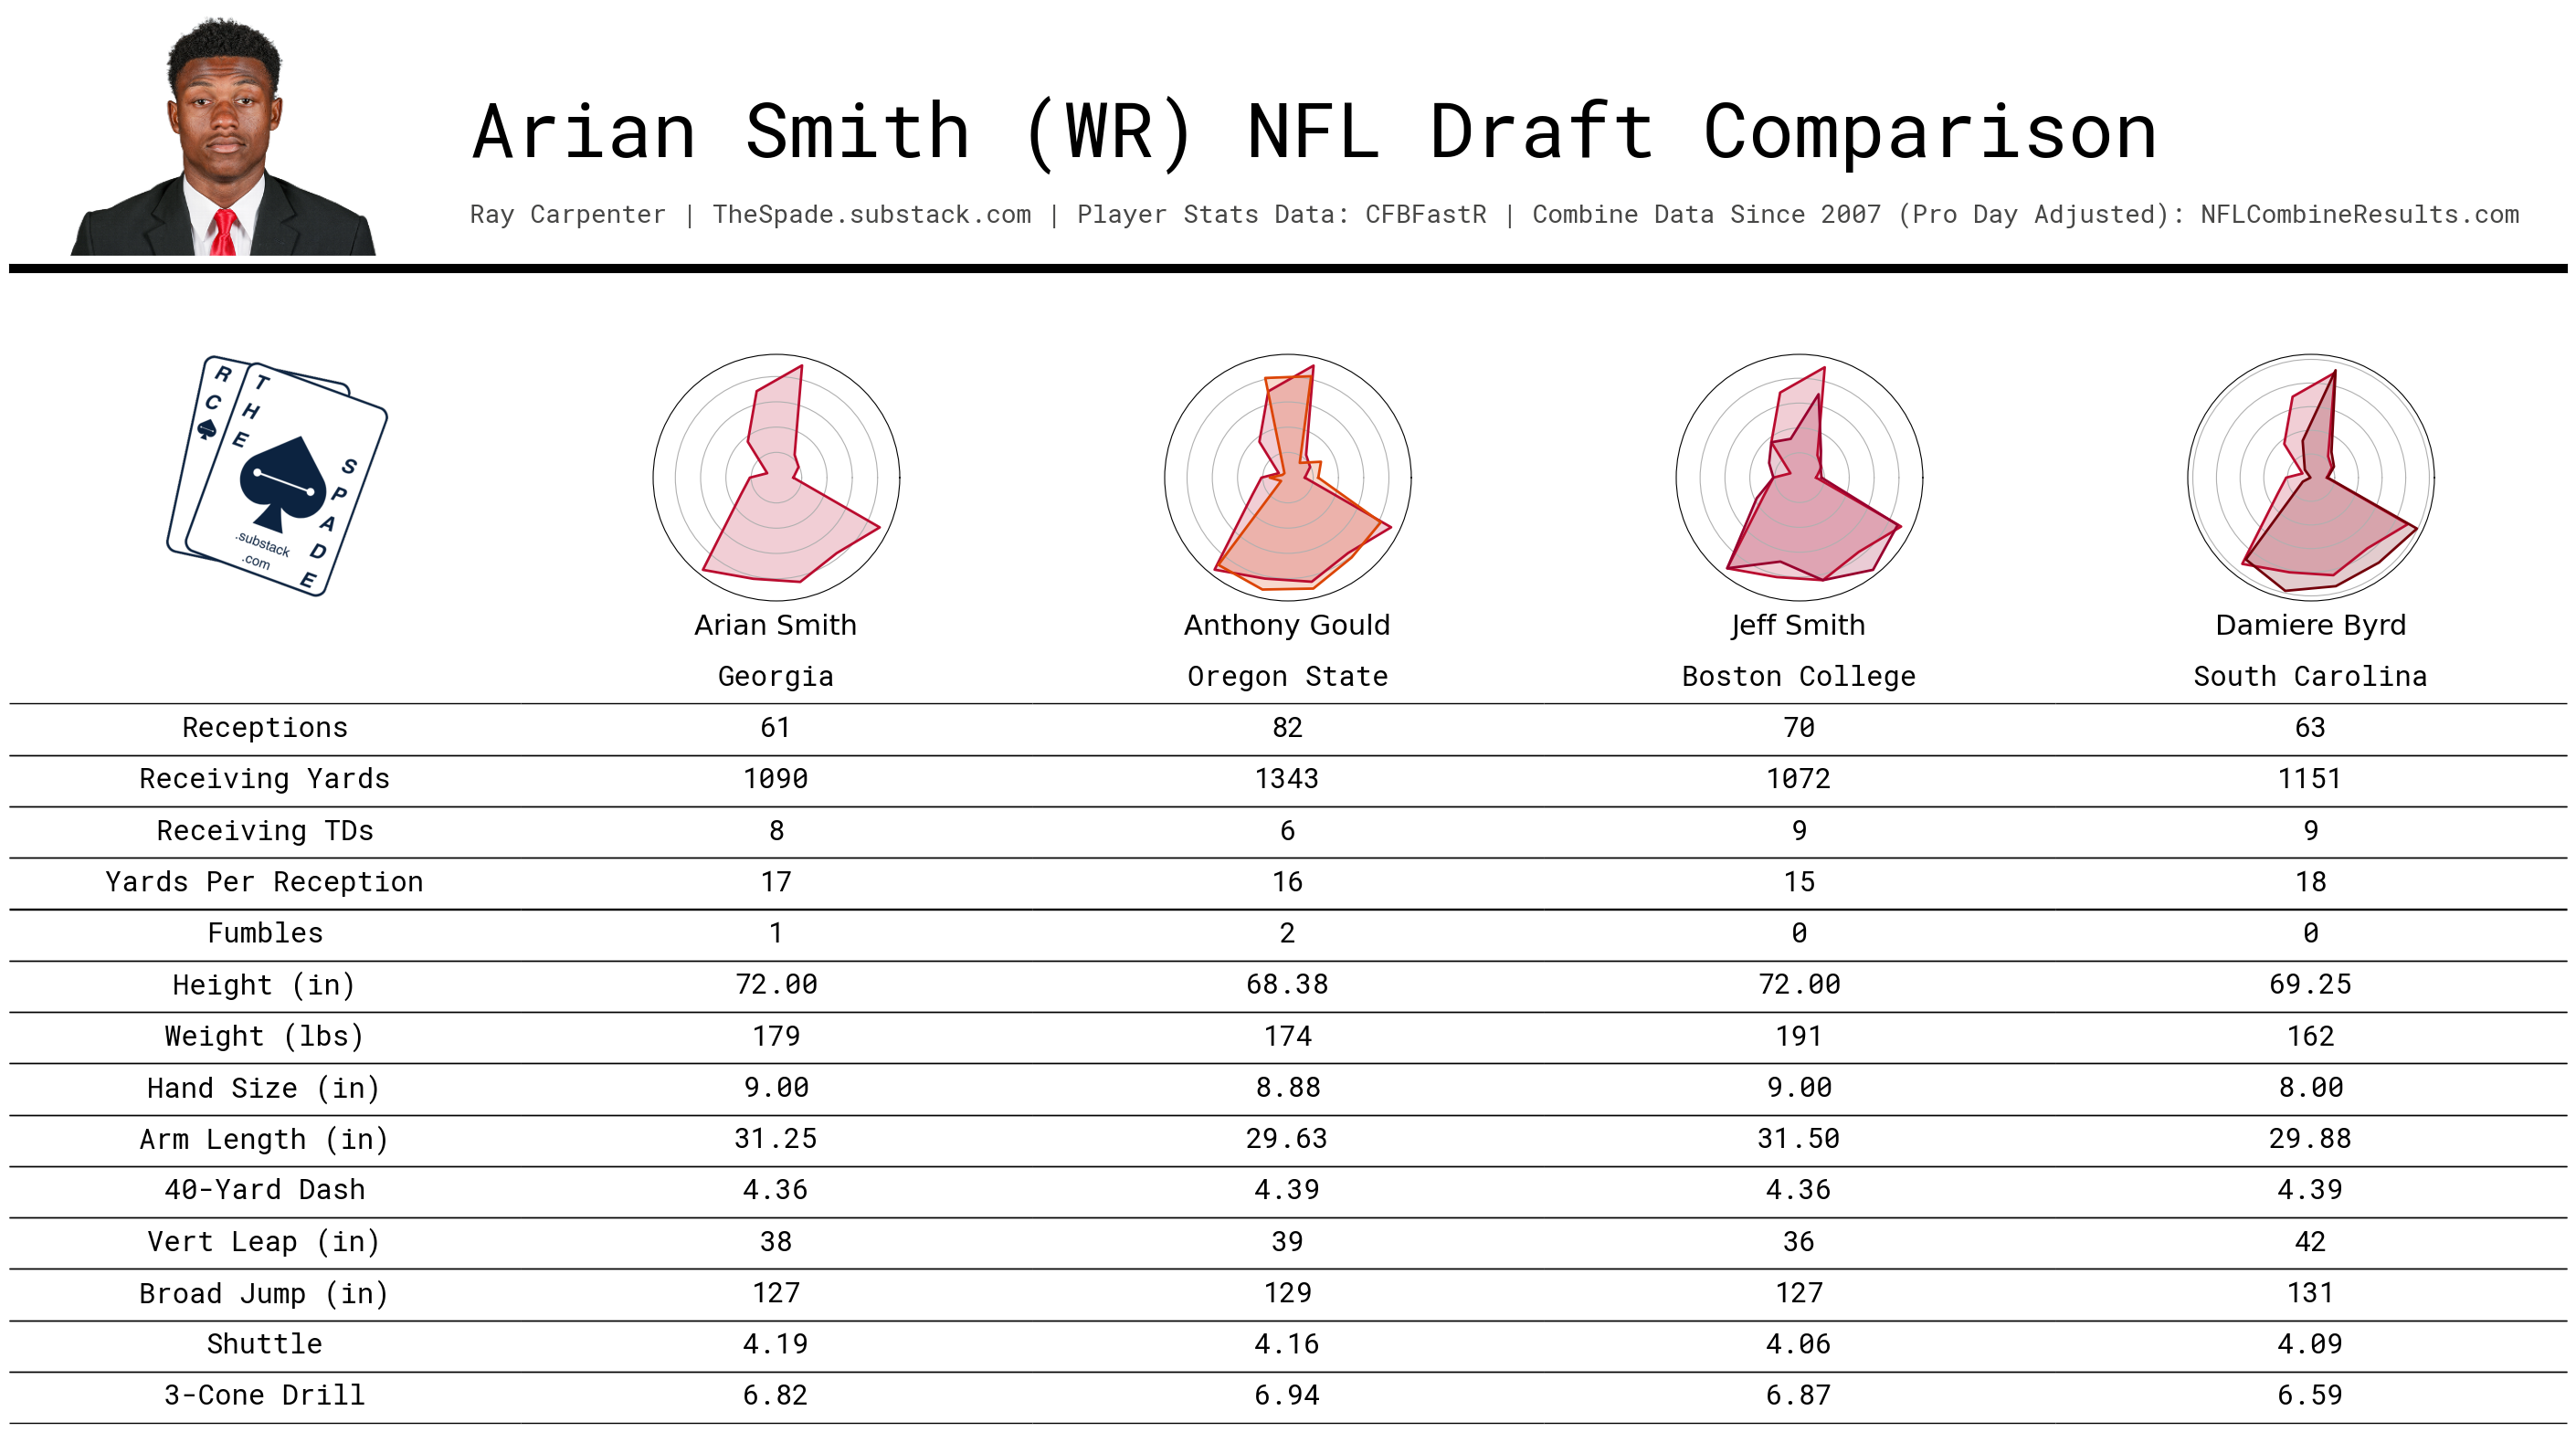 Arian Smith (WR) NFL Draft Comparison
Ray Carpenter | TheSpade.substack.com | Player Stats Data: CFBFastR | Combine Data Since 2007 (Pro Day Adjusted): NFLCombineResults.com
RC
THE
SPADE
.substack
.com
Arian Smith Anthony Gould Jeff Smith Damiere Byrd
Georgia Oregon State Boston College South Carolina
Receptions 61 82 70 63
Receiving Yards 1090 1343 1072 1151
Receiving TDs 8 6 9 9
Yards Per Reception 17 16 15 18
Fumbles 1 2 0 0
Height (in) 72.00 68.38 72.00 69.25
Weight (lbs) 179 174 191 162
Hand Size (in) 9.00 8.88 9.00 8.00
Arm Length (in) 31.25 29.63 31.50 29.88
40-Yard Dash 4.36 4.39 4.36 4.39
Vert Leap (in) 38 39 36 42
Broad Jump (in) 127 129 127 131
Shuttle 4.19 4.16 4.06 4.09
3-Cone Drill 6.82 6.94 6.87 6.59